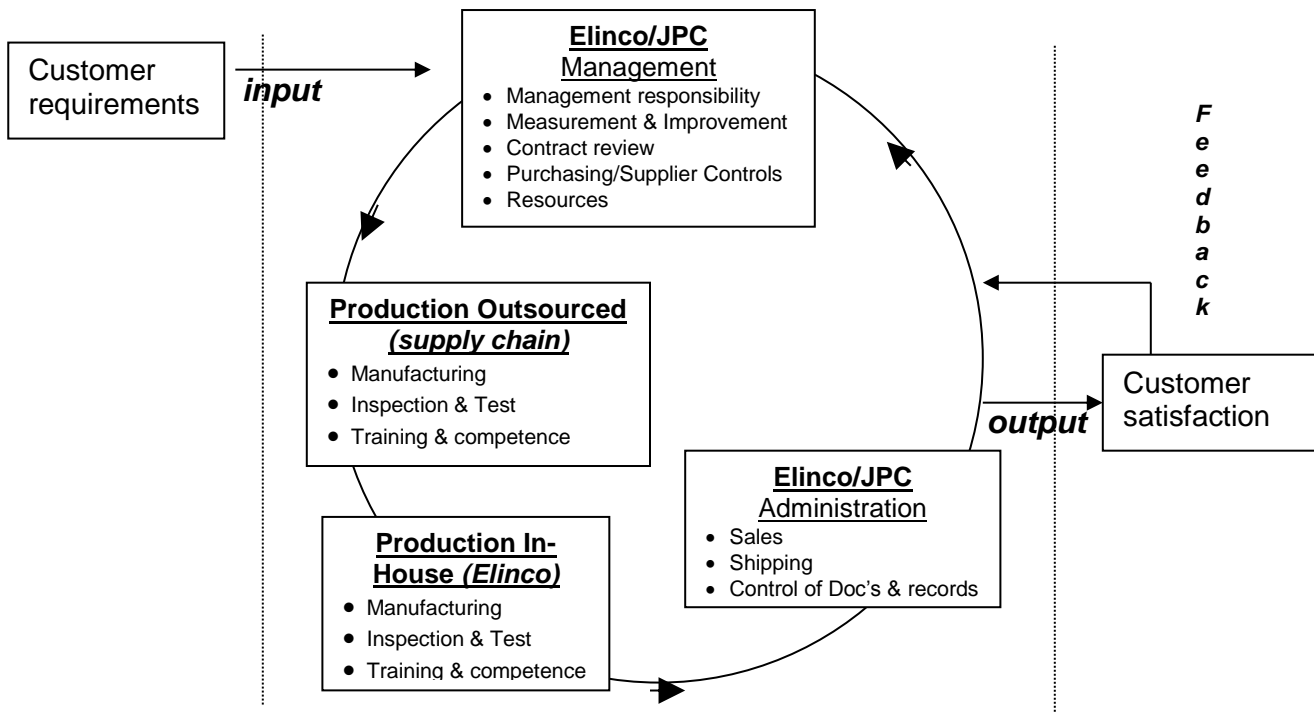 Customer
requirements
input
Elinco/JPC
Management
• Management responsibility
• Measurement & Improvement
• Contract review
• Purchasing/Supplier Controls
• Resources
Feedback
Production Outsourced
(supply chain)
• Manufacturing
• Inspection & Test
• Training & competence
Customer
satisfaction
output
Elinco/JPC
Administration
• Sales
• Shipping
• Control of Doc’s & records
Production In-
House (Elinco)
• Manufacturing
• Inspection & Test
• Training & competence